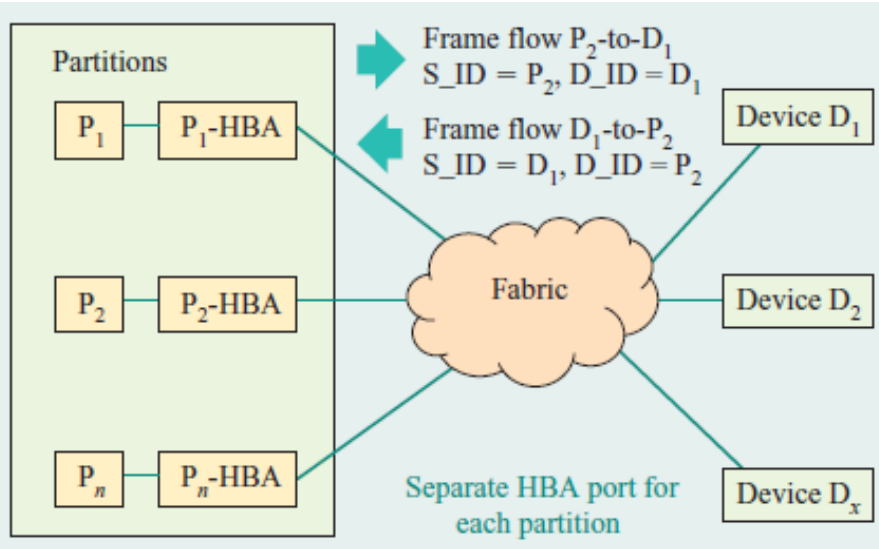 Partitions
Frame flow P₂-to-D₁
S_ID = P₂, D_ID = D₁
Frame flow D₁-to-P₂
S_ID = D₁, D_ID = P₂
P₁
P₁-HBA
Device D₁
P₂
P₂-HBA
Fabric
Device D₂
Pₙ
Pₙ-HBA
Separate HBA port for
each partition
Device Dₓ